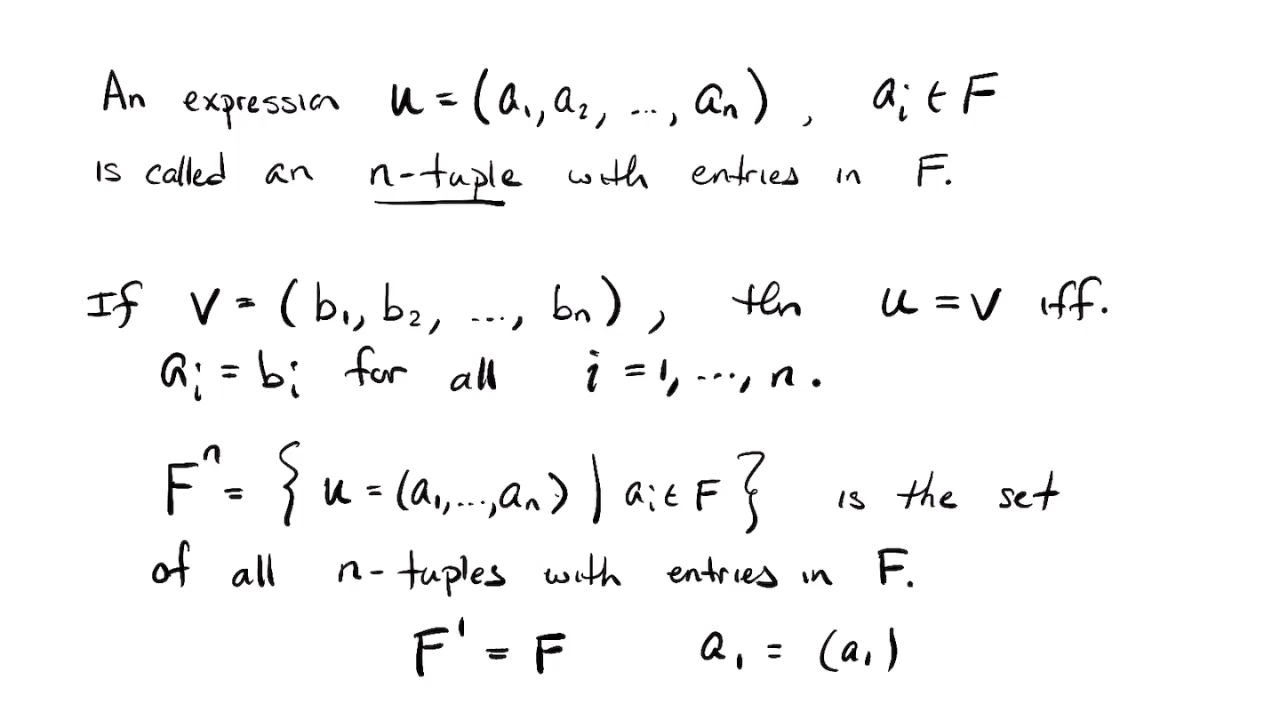 An expression u = (a₁, a₂, ..., aₙ), aᵢ ∈ F
is called an n-tuple with entries in F.
If v = (b₁, b₂, ..., bₙ), then u = v iff.
aᵢ = bᵢ for all i = 1, ..., n.
Fⁿ = { u = (a₁, ..., aₙ) | aᵢ ∈ F } is the set
of all n-tuples with entries in F.
F¹ = F a₁ = (a₁)